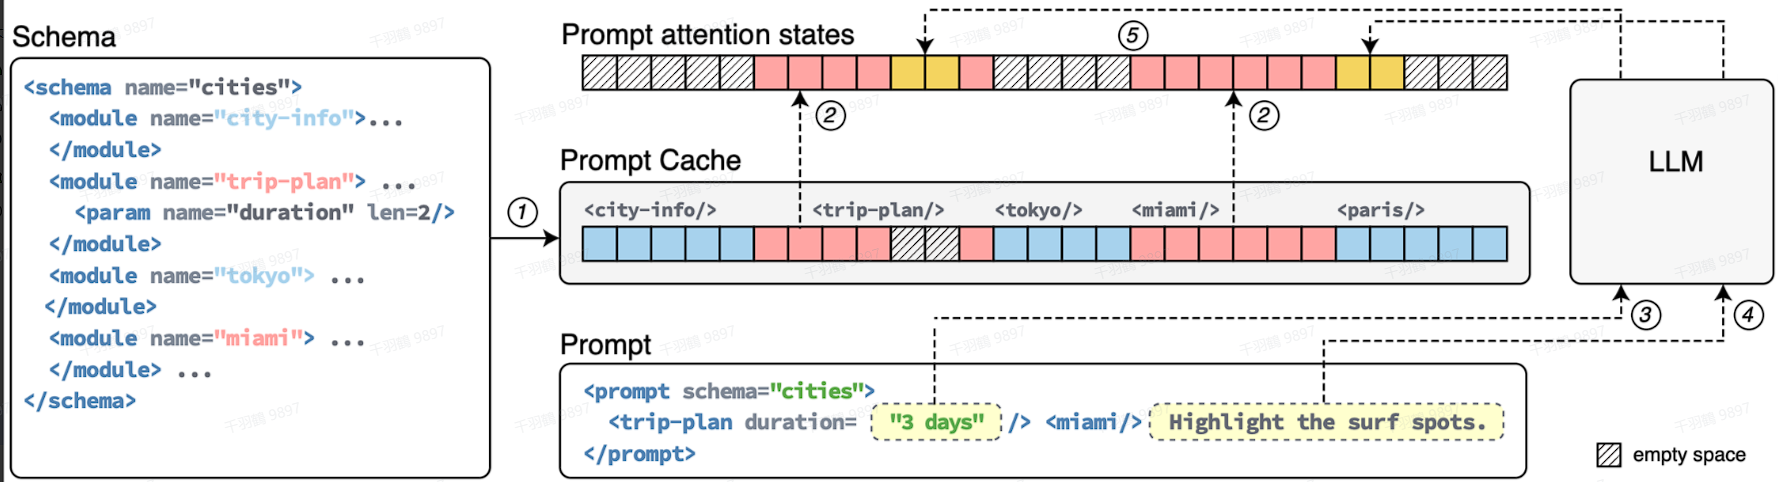 Schema
<schema name="cities">
<module name="city-info">...
</module>
<module name="trip-plan"> ...
<param name="duration" len=2/>
</module>
<module name="tokyo"> ...
</module>
<module name="miami"> ...
</module> ...
</schema>
1
Prompt attention states
5
2
2
Prompt Cache
<city-info/> <trip-plan/> <tokyo/> <miami/> <paris/>
LLM
3
4
Prompt
<prompt schema="cities">
<trip-plan duration= "3 days" /> <miami/> Highlight the surf spots.
</prompt>
empty space
千羽鹤 9897